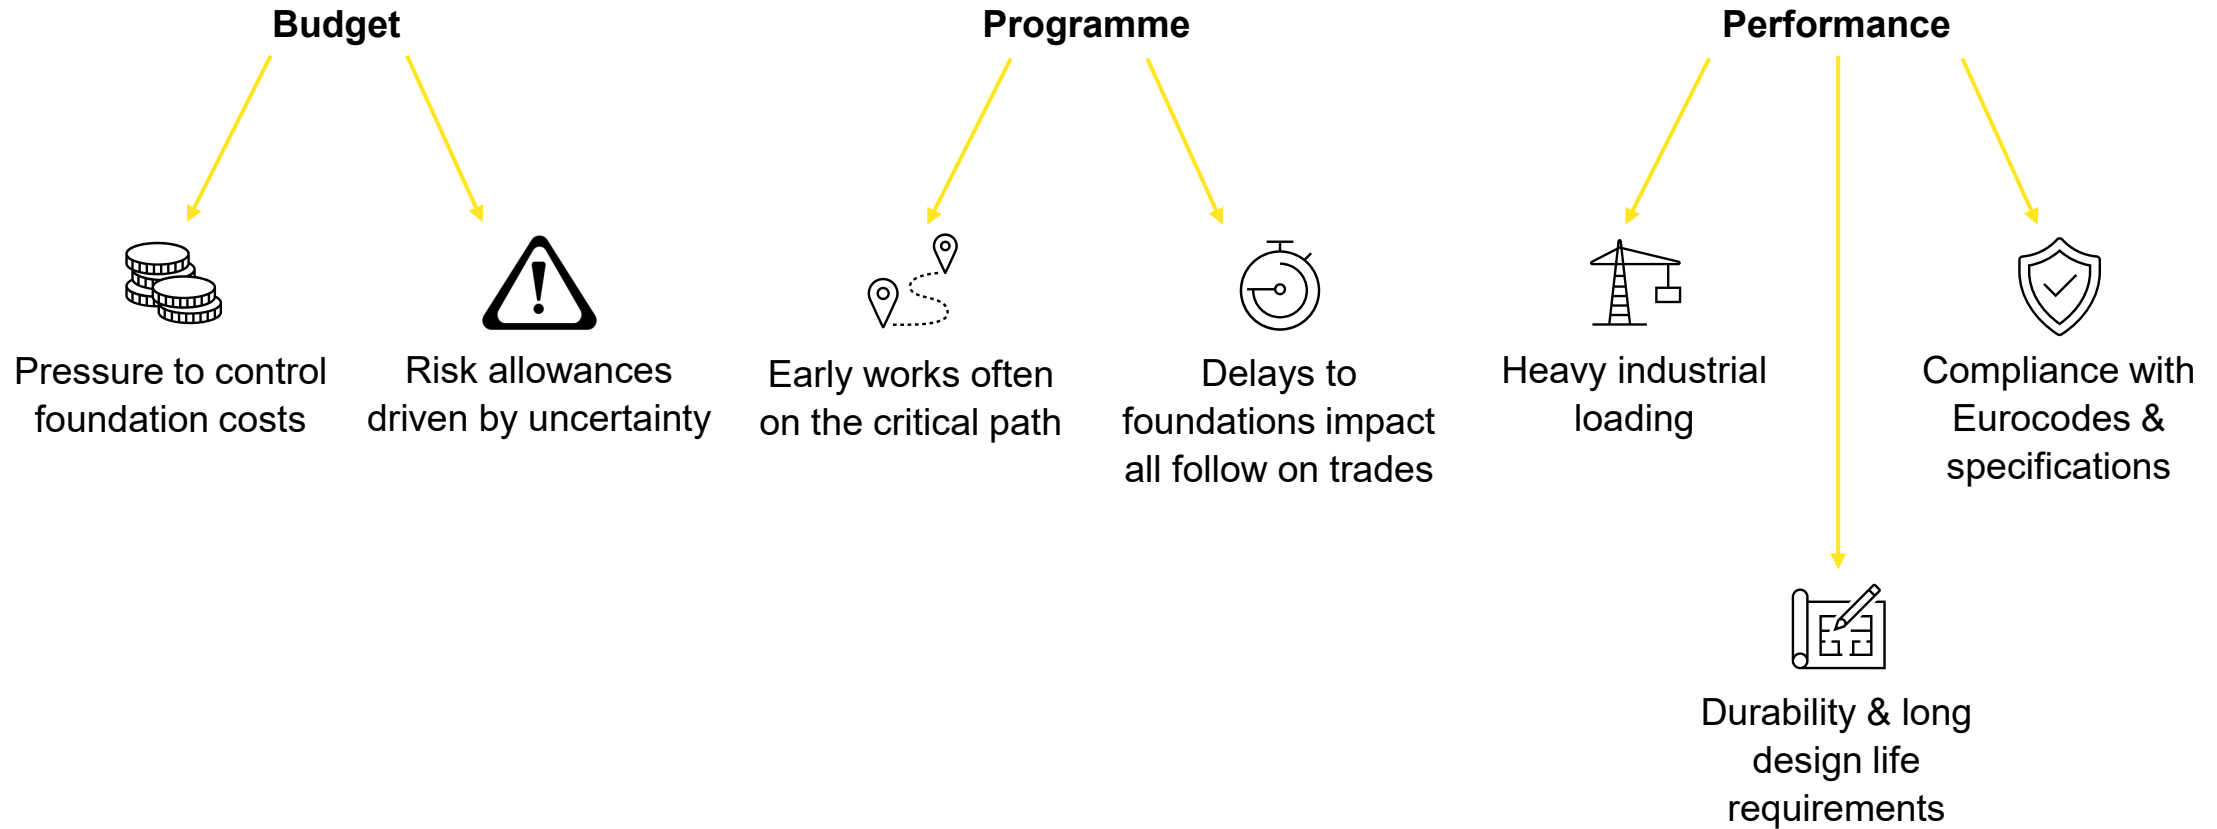 Budget
Programme
Performance
Pressure to control
foundation costs
Risk allowances
driven by uncertainty
Early works often
on the critical path
Delays to
foundations impact
all follow on trades
Heavy industrial
loading
Compliance with
Eurocodes &
specifications
Durability & long
design life
requirements